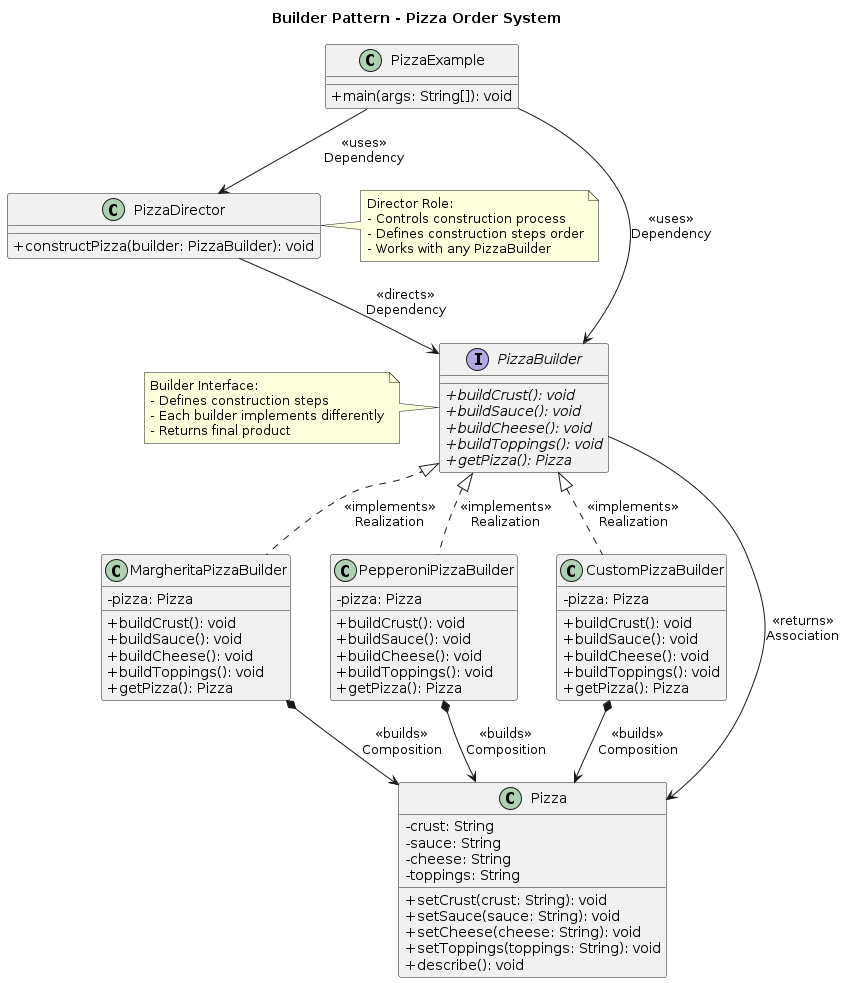 Builder Pattern - Pizza Order System
C PizzaExample
+main(args: String[]): void
«uses»
Dependency
C PizzaDirector
+constructPizza(builder: PizzaBuilder): void
Director Role:
- Controls construction process
- Defines construction steps order
- Works with any PizzaBuilder
«uses»
Dependency
«directs»
Dependency
I PizzaBuilder
+buildCrust(): void
+buildSauce(): void
+buildCheese(): void
+buildToppings(): void
+getPizza(): Pizza
Builder Interface:
- Defines construction steps
- Each builder implements differently
- Returns final product
«implements»
Realization
«implements»
Realization
«implements»
Realization
C MargheritaPizzaBuilder
-pizza: Pizza
+buildCrust(): void
+buildSauce(): void
+buildCheese(): void
+buildToppings(): void
+getPizza(): Pizza
C PepperoniPizzaBuilder
-pizza: Pizza
+buildCrust(): void
+buildSauce(): void
+buildCheese(): void
+buildToppings(): void
+getPizza(): Pizza
C CustomPizzaBuilder
-pizza: Pizza
+buildCrust(): void
+buildSauce(): void
+buildCheese(): void
+buildToppings(): void
+getPizza(): Pizza
«returns»
Association
«builds»
Composition
«builds»
Composition
«builds»
Composition
C Pizza
-crust: String
-sauce: String
-cheese: String
-toppings: String
+setCrust(crust: String): void
+setSauce(sauce: String): void
+setCheese(cheese: String): void
+setToppings(toppings: String): void
+describe(): void